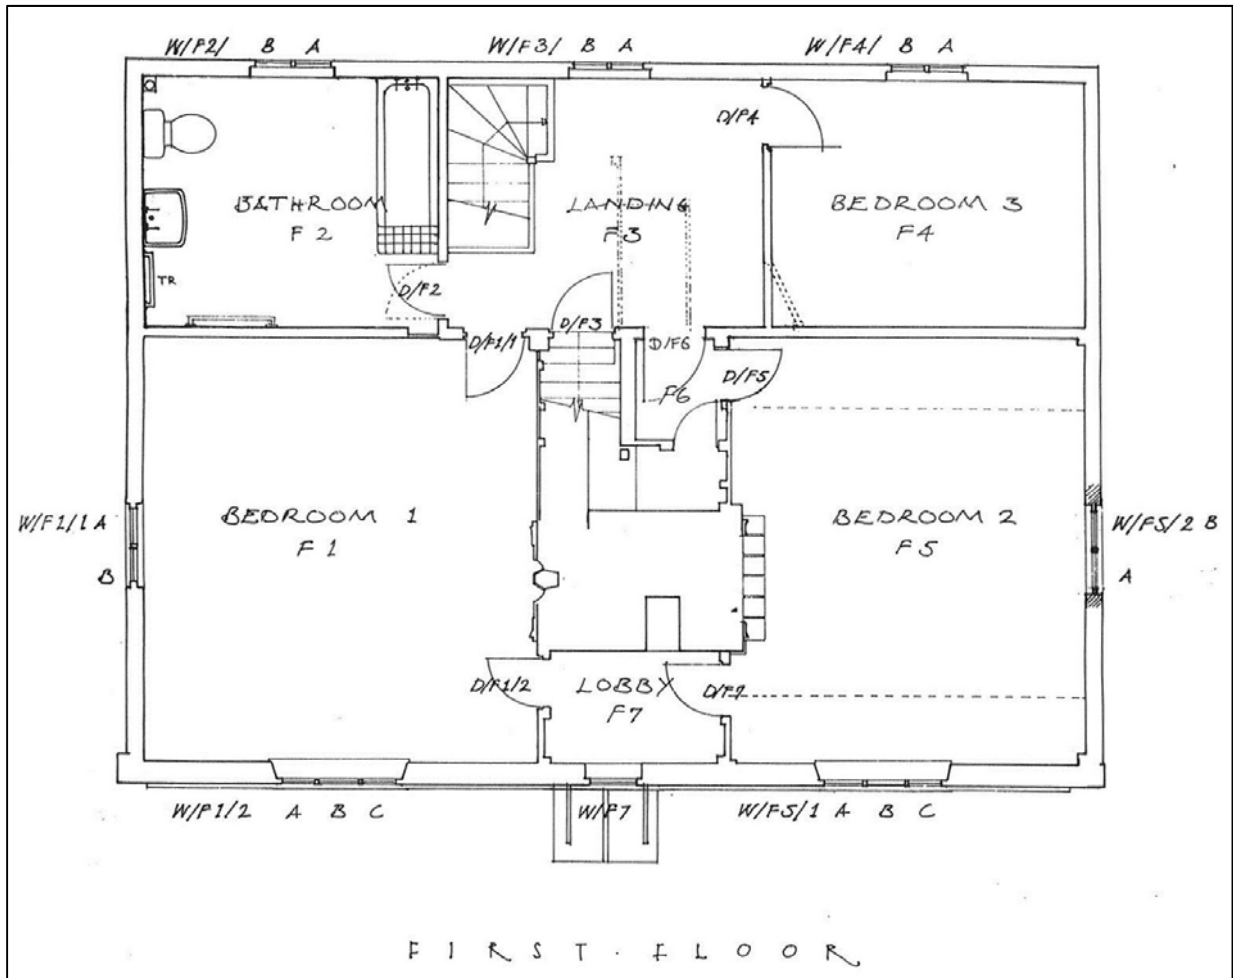 W/F2/ B A
W/F3/ B A
W/F4/ B A
D/F4
BATHROOM
F2
LANDING
F3
BEDROOM 3
F4
TR
D/F2
D/F1/1
D/F3
D/F6
F6
D/F5
W/F1/1 A
B
BEDROOM 1
F1
BEDROOM 2
F5
W/F5/2 B
A
D/F1/2
LOBBY
F7
D/F7
W/F1/2 A B C
W/F7
W/F5/1 A B C
FIRST. FLOOR